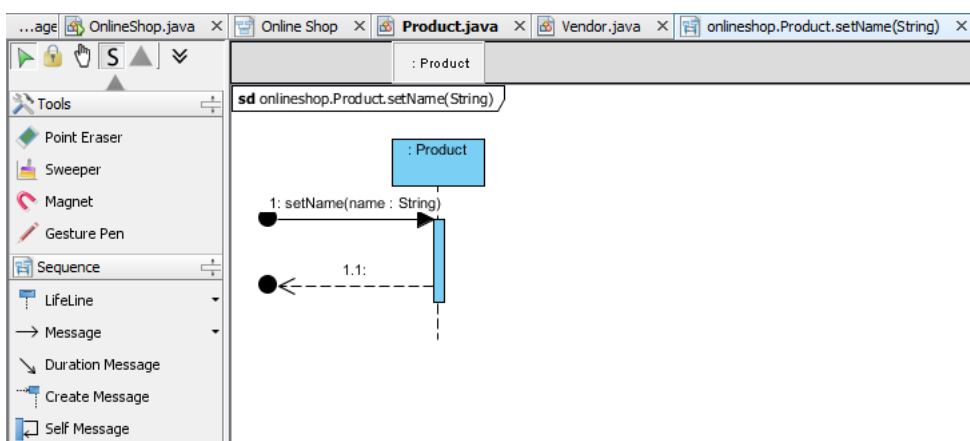 ...age OnlineShop.java Online Shop Product.java Vendor.java onlineshop.Product.setName(String)
S
: Product
Tools
sd onlineshop.Product.setName(String)
Point Eraser
: Product
Sweeper
Magnet
1: setName(name : String)
Gesture Pen
Sequence
1.1:
LifeLine
Message
Duration Message
Create Message
Self Message